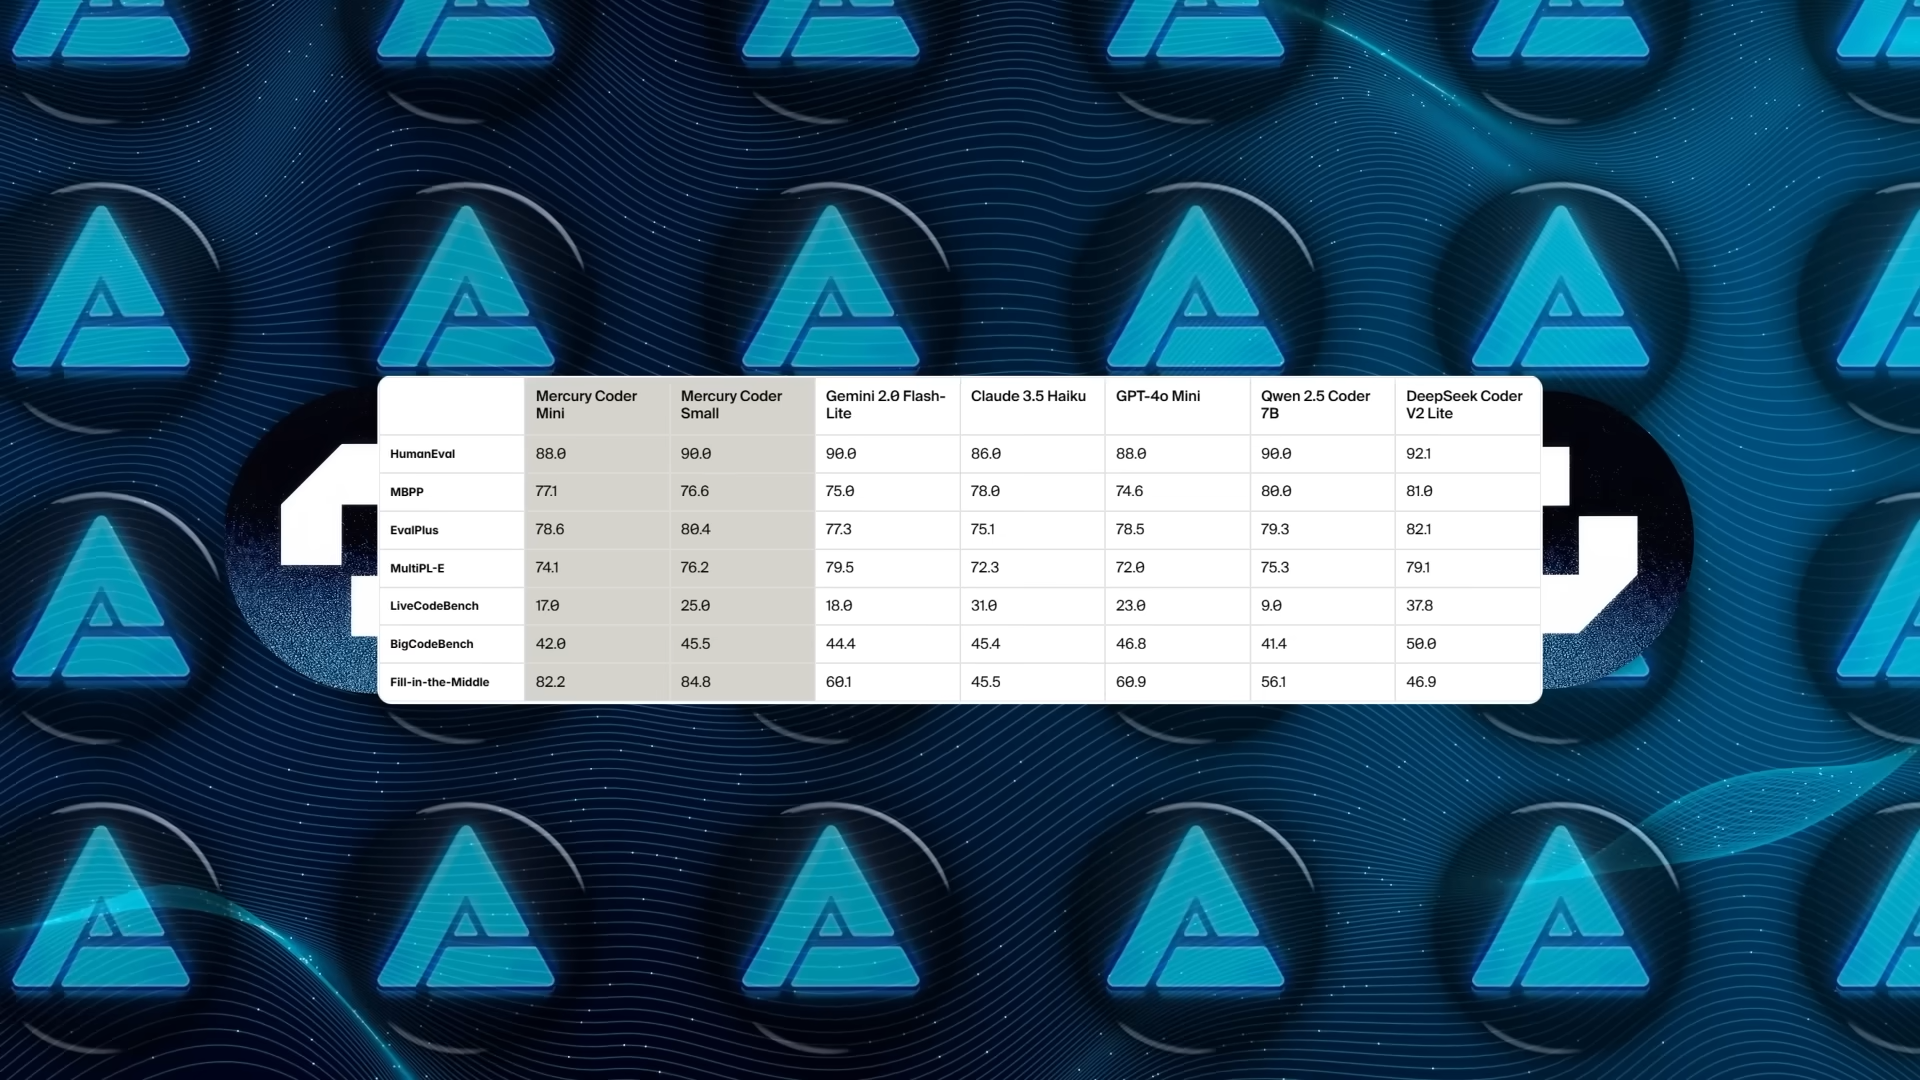 Mercury Coder Mini Mercury Coder Small Gemini 2.0 Flash-Lite Claude 3.5 Haiku GPT-4o Mini Qwen 2.5 Coder 7B DeepSeek Coder V2 Lite
HumanEval 88.0 90.0 90.0 86.0 88.0 90.0 92.1
MBPP 77.1 76.6 75.0 78.0 74.6 80.0 81.0
EvalPlus 78.6 80.4 77.3 75.1 78.5 79.3 82.1
MultiPL-E 74.1 76.2 79.5 72.3 72.0 75.3 79.1
LiveCodeBench 17.0 25.0 18.0 31.0 23.0 9.0 37.8
BigCodeBench 42.0 45.5 44.4 45.4 46.8 41.4 50.0
Fill-in-the-Middle 82.2 84.8 60.1 45.5 60.9 56.1 46.9